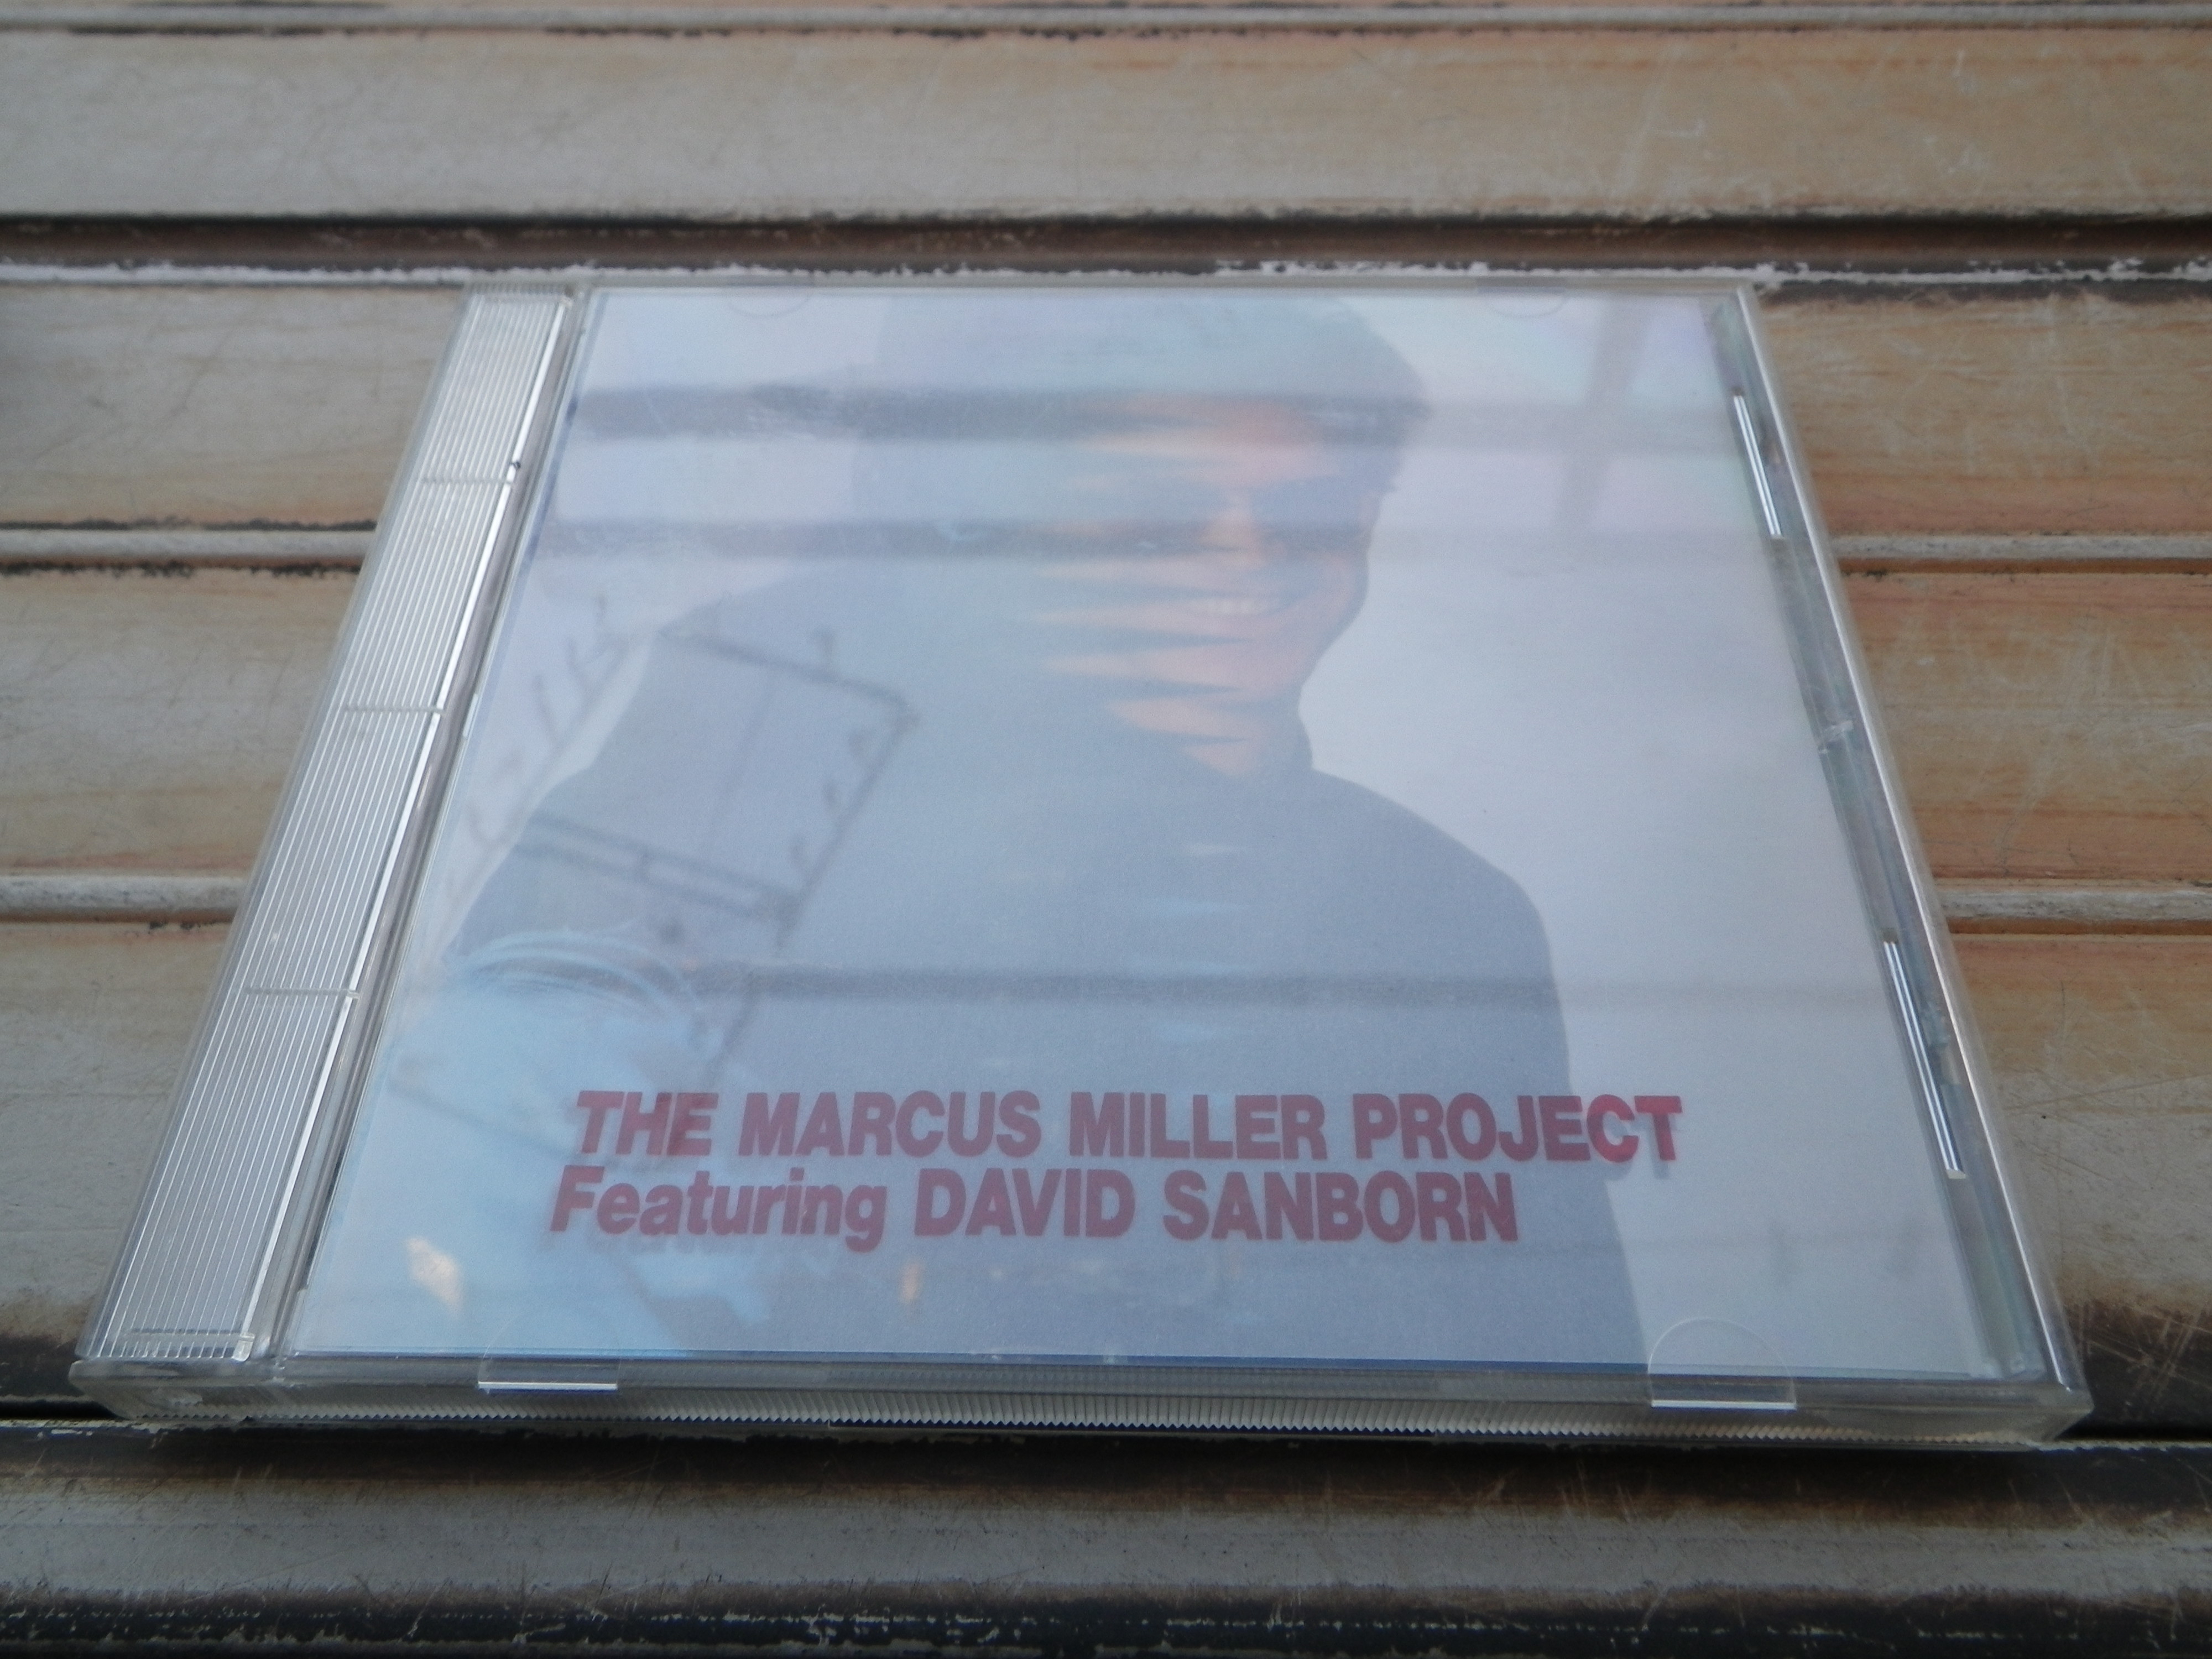 THE MARCUS MILLER PROJECT
Featuring DAVID SANBORN